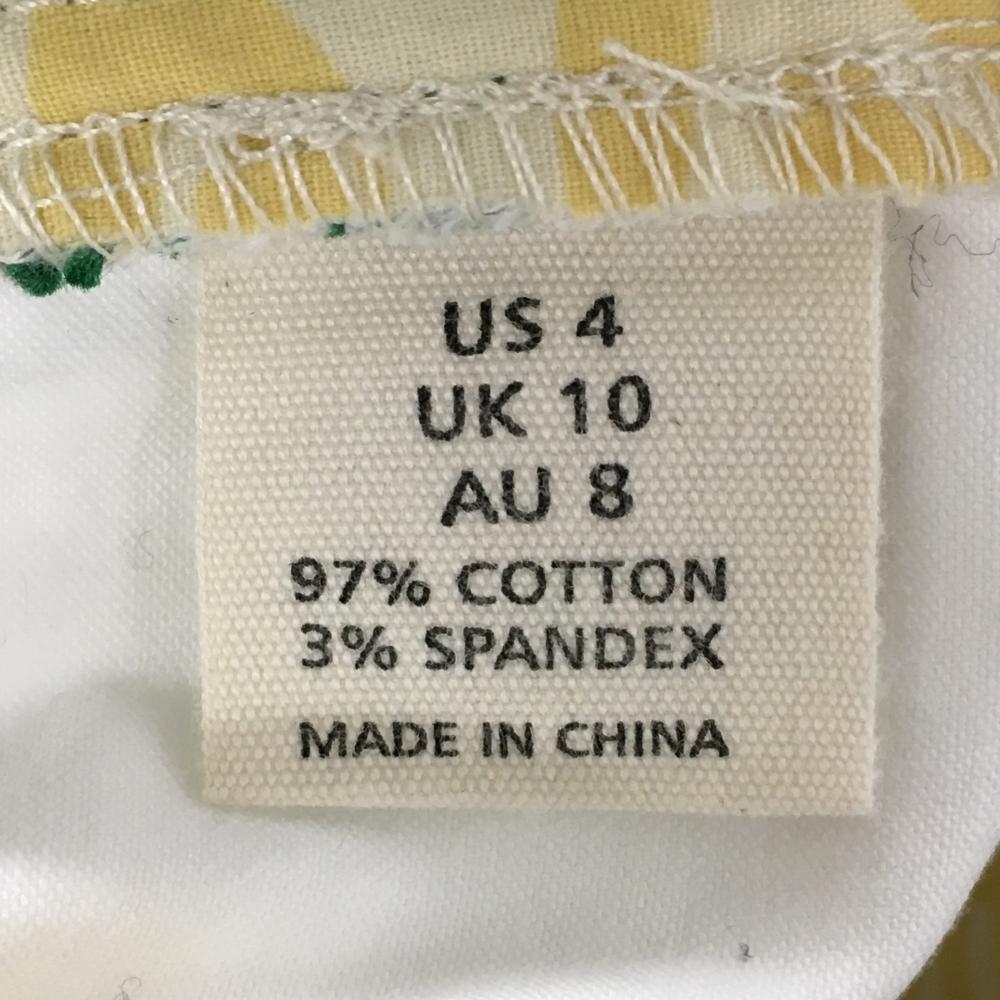 US 4
UK 10
AU 8
97% COTTON
3% SPANDEX
MADE IN CHINA